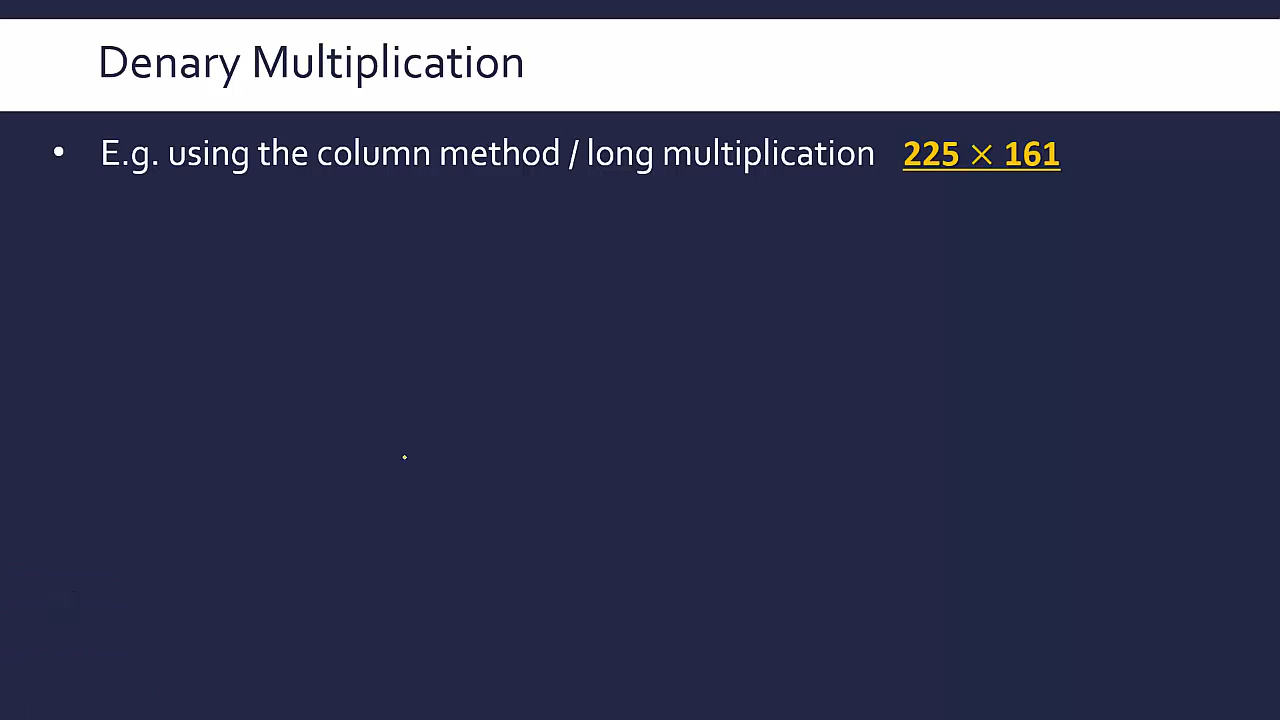 Denary Multiplication
• E.g. using the column method / long multiplication 225 × 161